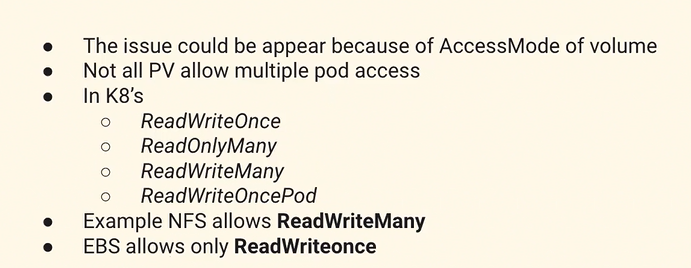 ● The issue could be appear because of AccessMode of volume
● Not all PV allow multiple pod access
● In K8's
○ ReadWriteOnce
○ ReadOnlyMany
○ ReadWriteMany
○ ReadWriteOncePod
● Example NFS allows ReadWriteMany
● EBS allows only ReadWriteonce